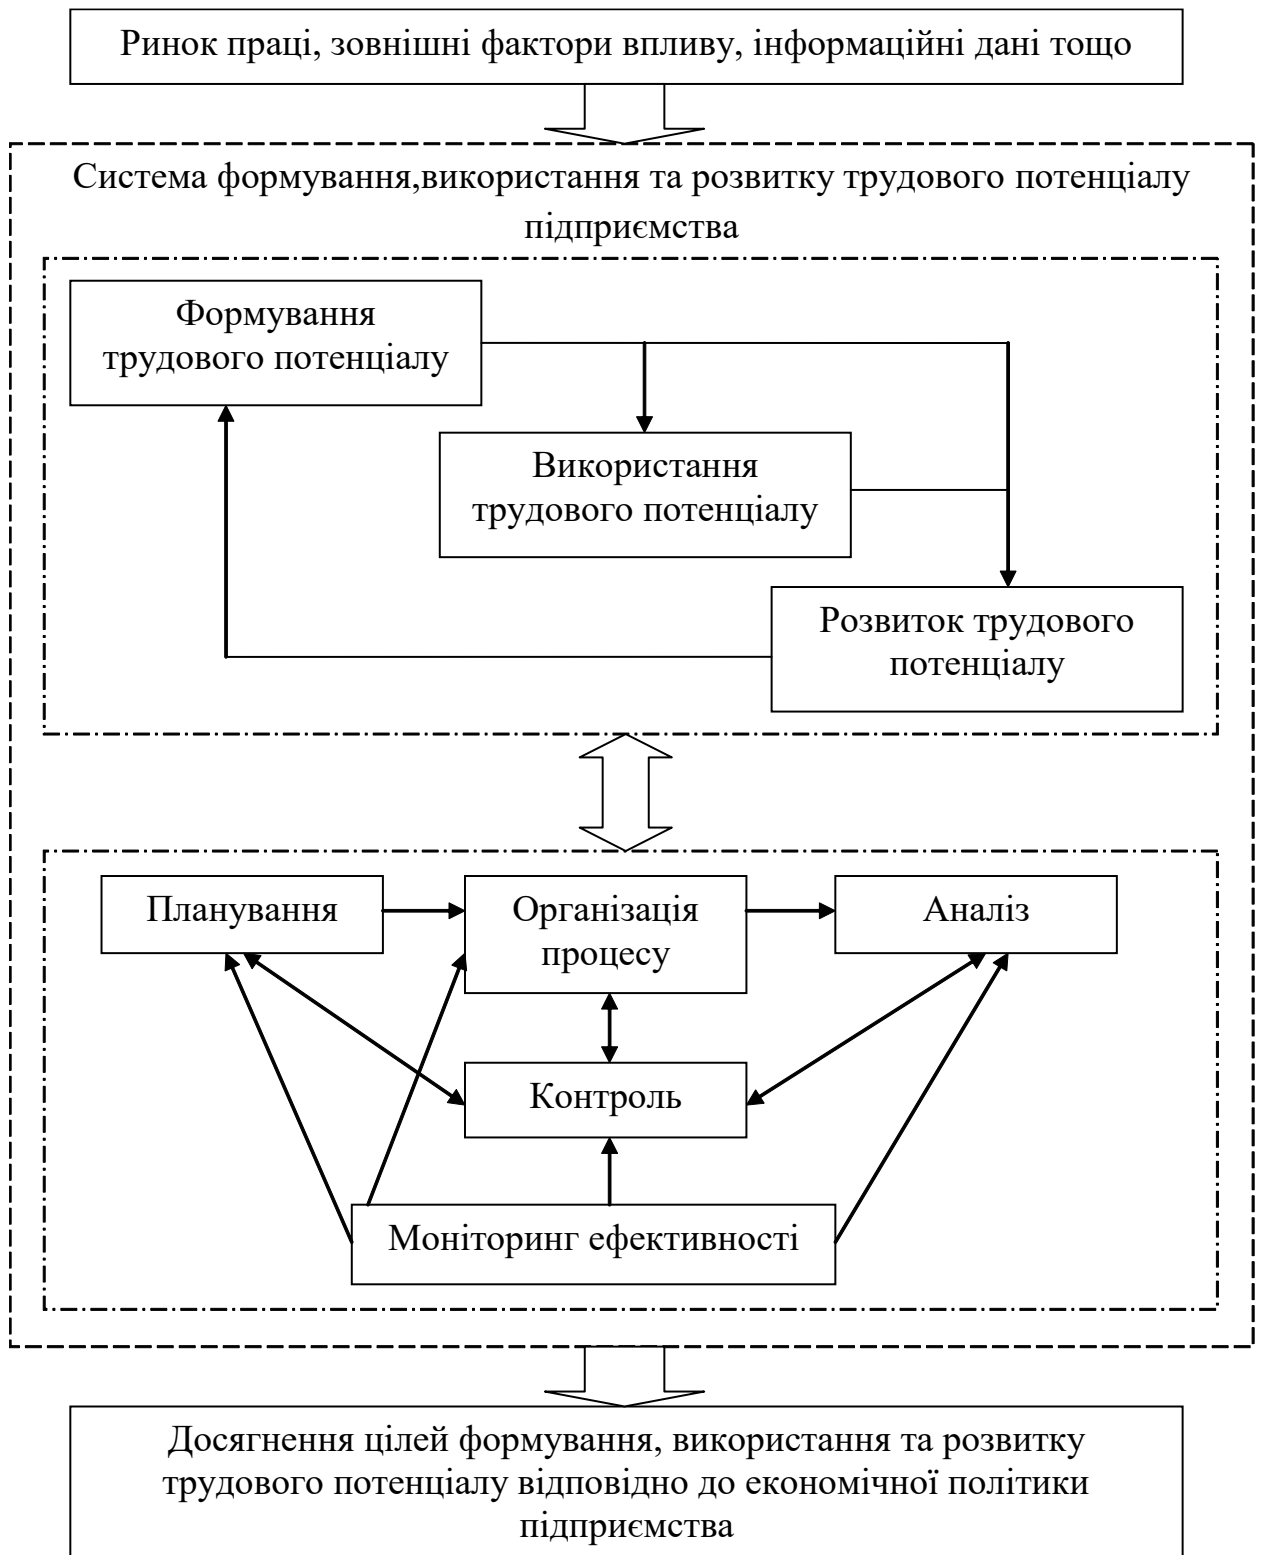 Ринок праці, зовнішні фактори впливу, інформаційні дані тощо
Система формування,використання та розвитку трудового потенціалу
підприємства
Формування
трудового потенціалу
Використання
трудового потенціалу
Розвиток трудового
потенціалу
Планування
Організація
процесу
Аналіз
Контроль
Моніторинг ефективності
Досягнення цілей формування, використання та розвитку
трудового потенціалу відповідно до економічної політики
підприємства